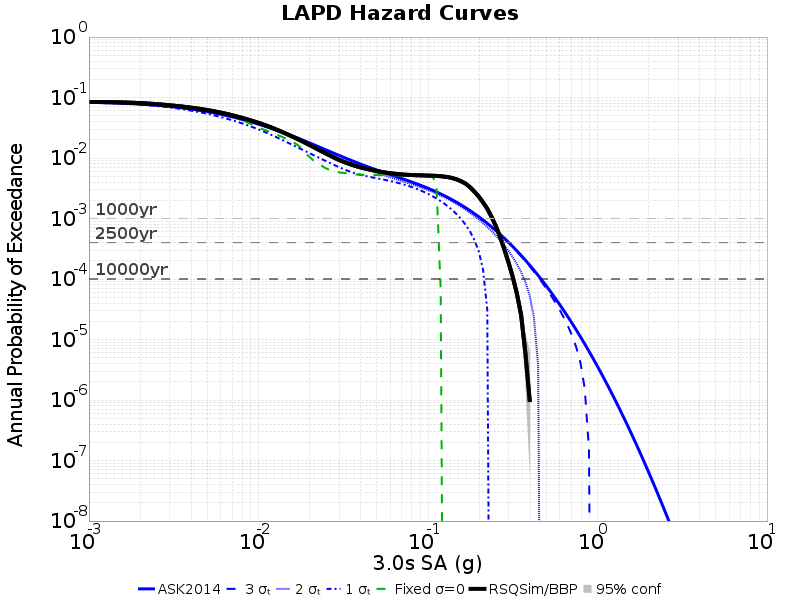 LAPD Hazard Curves
Annual Probability of Exceedance
10^0
10^-1
10^-2
10^-3
10^-4
10^-5
10^-6
10^-7
10^-8
1000yr
2500yr
10000yr
10^-3 10^-2 10^-1 10^0 10^1
3.0s SA (g)
ASK2014 3 σₜ 2 σₜ 1 σₜ Fixed σ=0 RSQSim/BBP 95% conf